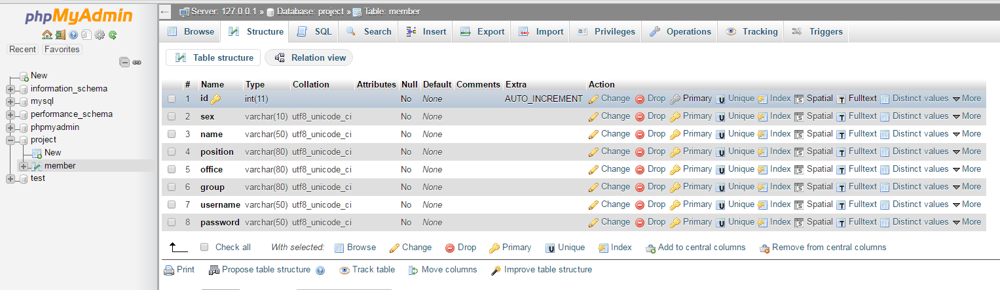 phpMyAdmin
Recent Favorites
New
information_schema
mysql
performance_schema
phpmyadmin
project
New
member
test
Server: 127.0.0.1 » Database: project » Table: member
Browse Structure SQL Search Insert Export Import Privileges Operations Tracking Triggers
Table structure Relation view
# Name Type Collation Attributes Null Default Comments Extra Action
1 id int(11) No None AUTO_INCREMENT Change Drop Primary Unique Index Spatial Fulltext Distinct values More
2 sex varchar(10) utf8_unicode_ci No None Change Drop Primary Unique Index Spatial Fulltext Distinct values More
3 name varchar(50) utf8_unicode_ci No None Change Drop Primary Unique Index Spatial Fulltext Distinct values More
4 position varchar(80) utf8_unicode_ci No None Change Drop Primary Unique Index Spatial Fulltext Distinct values More
5 office varchar(80) utf8_unicode_ci No None Change Drop Primary Unique Index Spatial Fulltext Distinct values More
6 group varchar(80) utf8_unicode_ci No None Change Drop Primary Unique Index Spatial Fulltext Distinct values More
7 username varchar(50) utf8_unicode_ci No None Change Drop Primary Unique Index Spatial Fulltext Distinct values More
8 password varchar(50) utf8_unicode_ci No None Change Drop Primary Unique Index Spatial Fulltext Distinct values More
Check all With selected: Browse Change Drop Primary Unique Index Add to central columns Remove from central columns
Print Propose table structure Track table Move columns Improve table structure